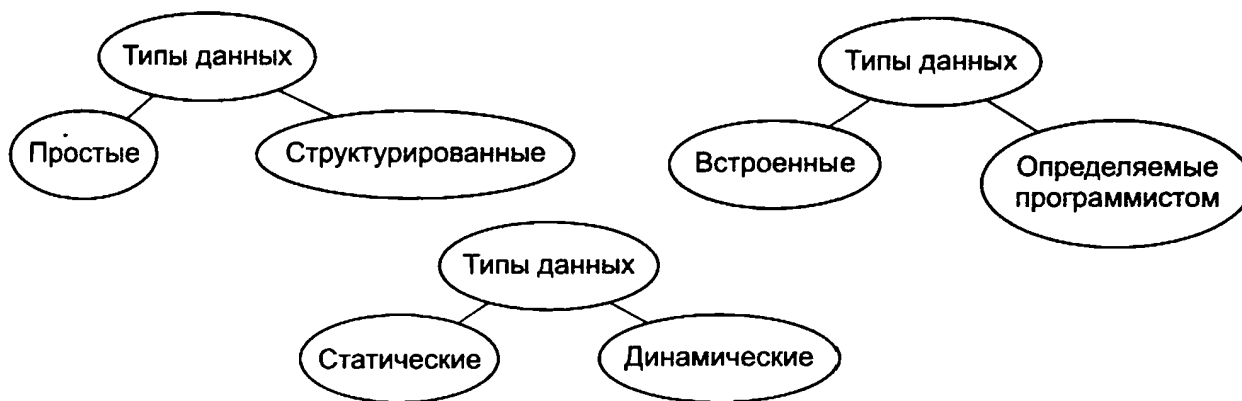 Типы данных
Простые
Структурированные
Типы данных
Встроенные
Определяемые
программистом
Типы данных
Статические
Динамические